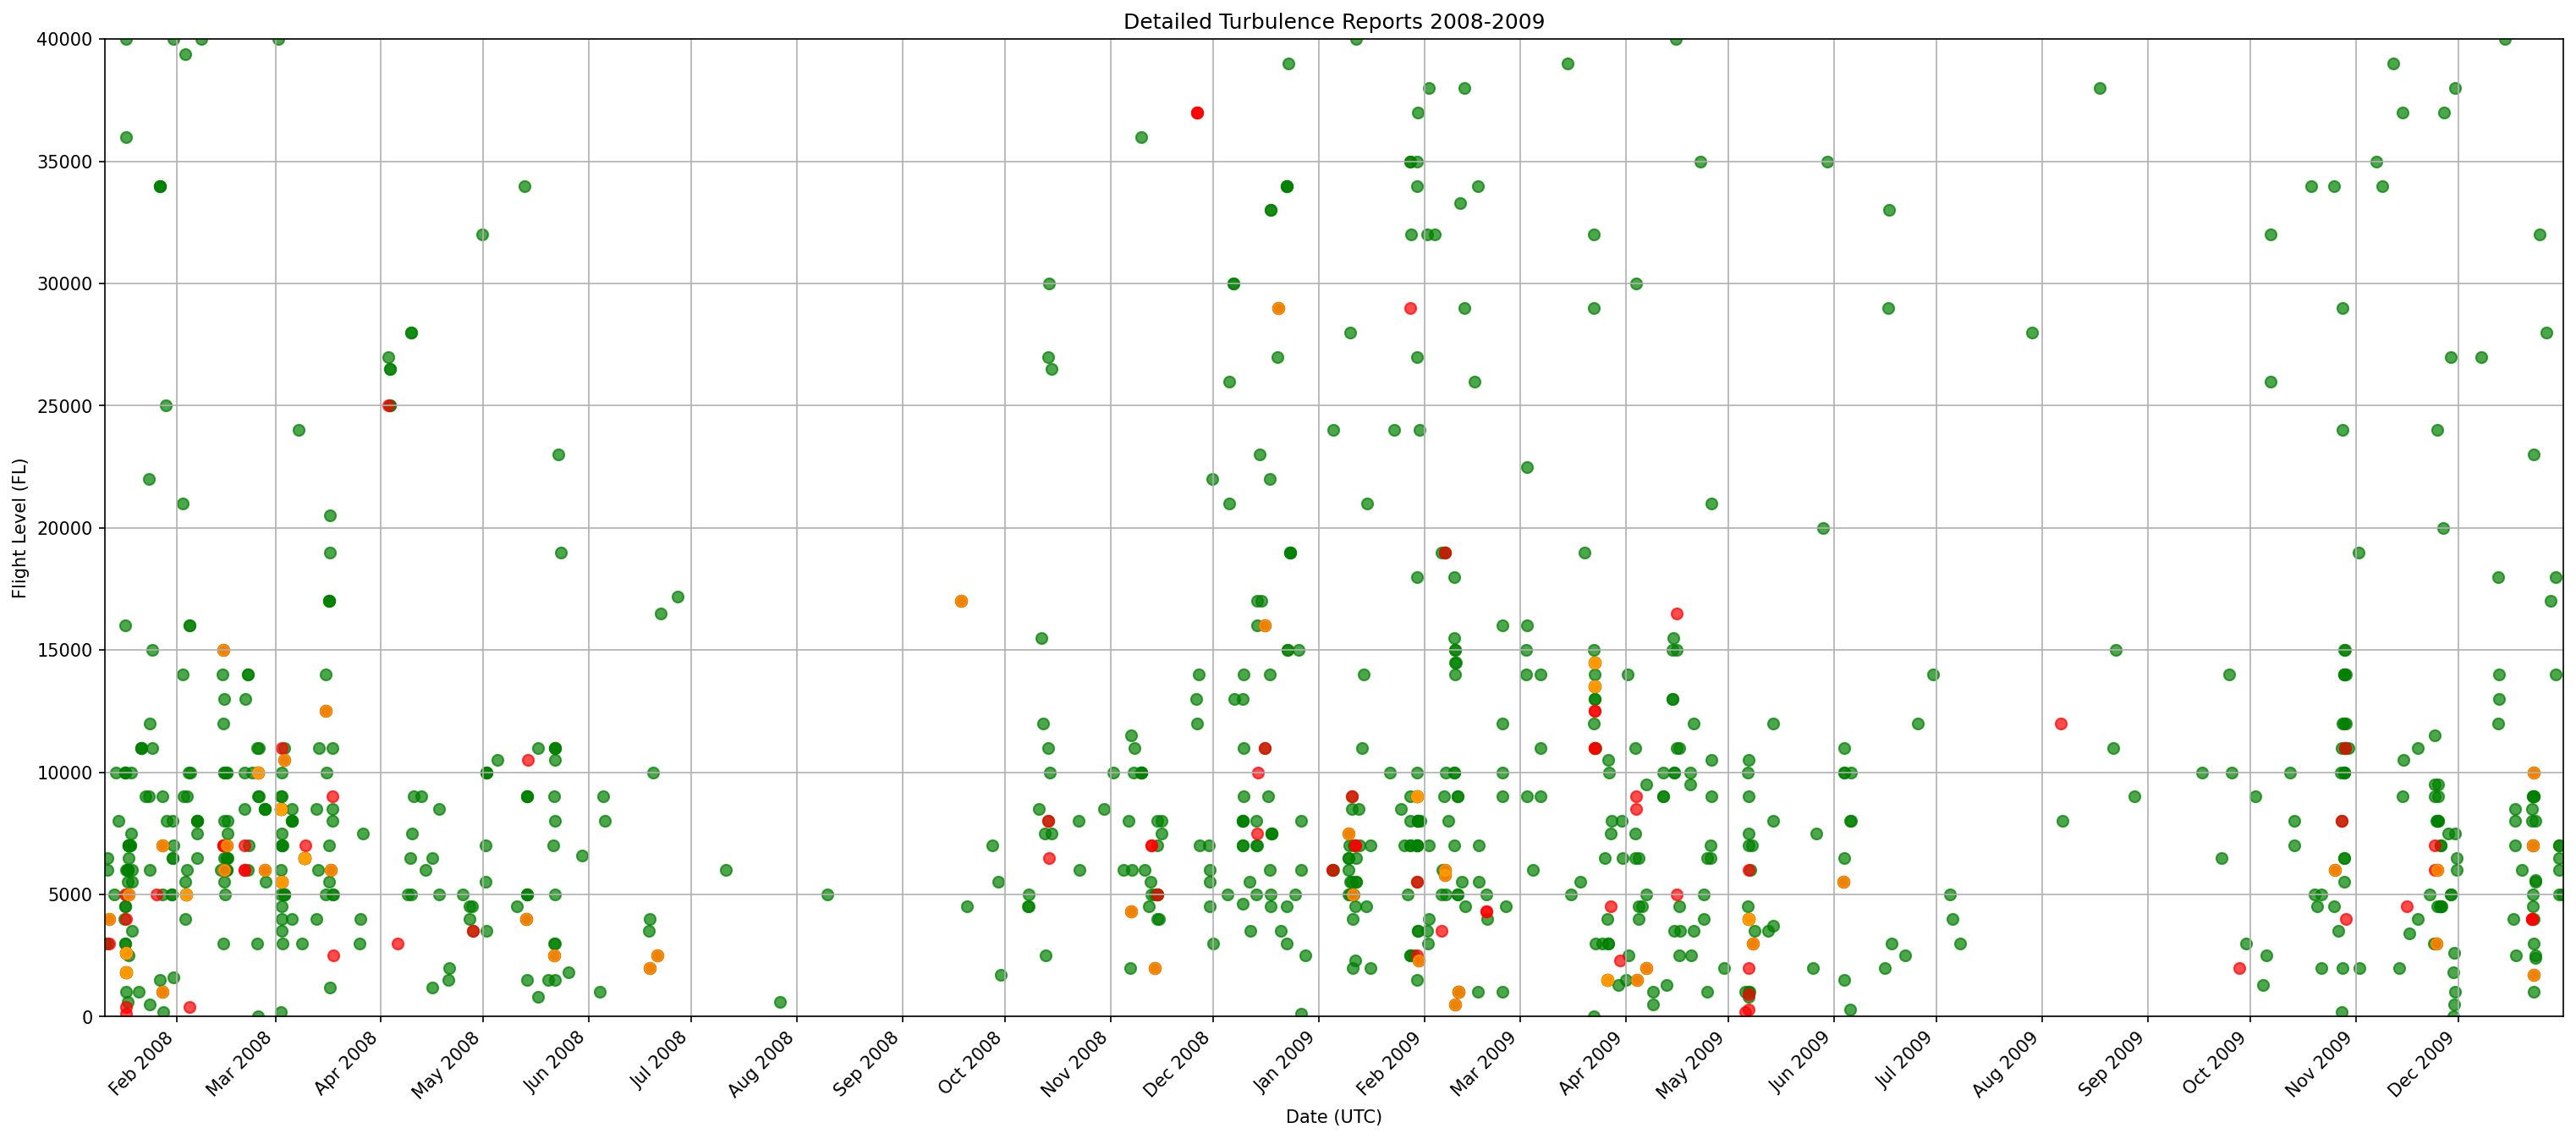 Detailed Turbulence Reports 2008-2009
40000
35000
30000
25000
20000
15000
10000
5000
0
Flight Level (FL)
Feb 2008
Mar 2008
Apr 2008
May 2008
Jun 2008
Jul 2008
Aug 2008
Sep 2008
Oct 2008
Nov 2008
Dec 2008
Jan 2009
Feb 2009
Mar 2009
Apr 2009
May 2009
Jun 2009
Jul 2009
Aug 2009
Sep 2009
Oct 2009
Nov 2009
Dec 2009
Date (UTC)